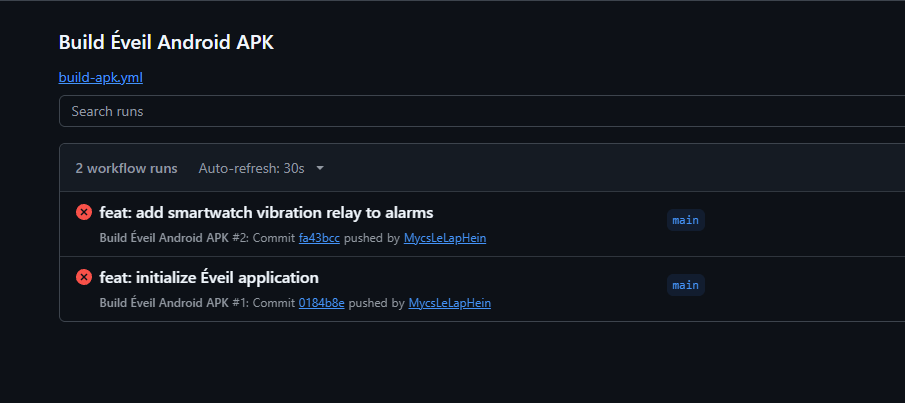 Build Éveil Android APK
build-apk.yml
Search runs
2 workflow runs Auto-refresh: 30s
feat: add smartwatch vibration relay to alarms
main
Build Éveil Android APK #2: Commit fa43bcc pushed by MycsLeLapHein
feat: initialize Éveil application
main
Build Éveil Android APK #1: Commit 0184b8e pushed by MycsLeLapHein